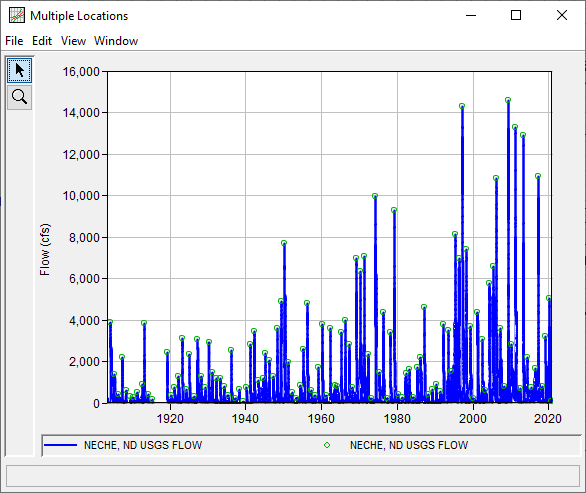 Multiple Locations
File Edit View Window
16,000
14,000
12,000
10,000
8,000
6,000
4,000
2,000
0
Flow (cfs)
1920 1940 1960 1980 2000 2020
NECHE, ND USGS FLOW NECHE, ND USGS FLOW